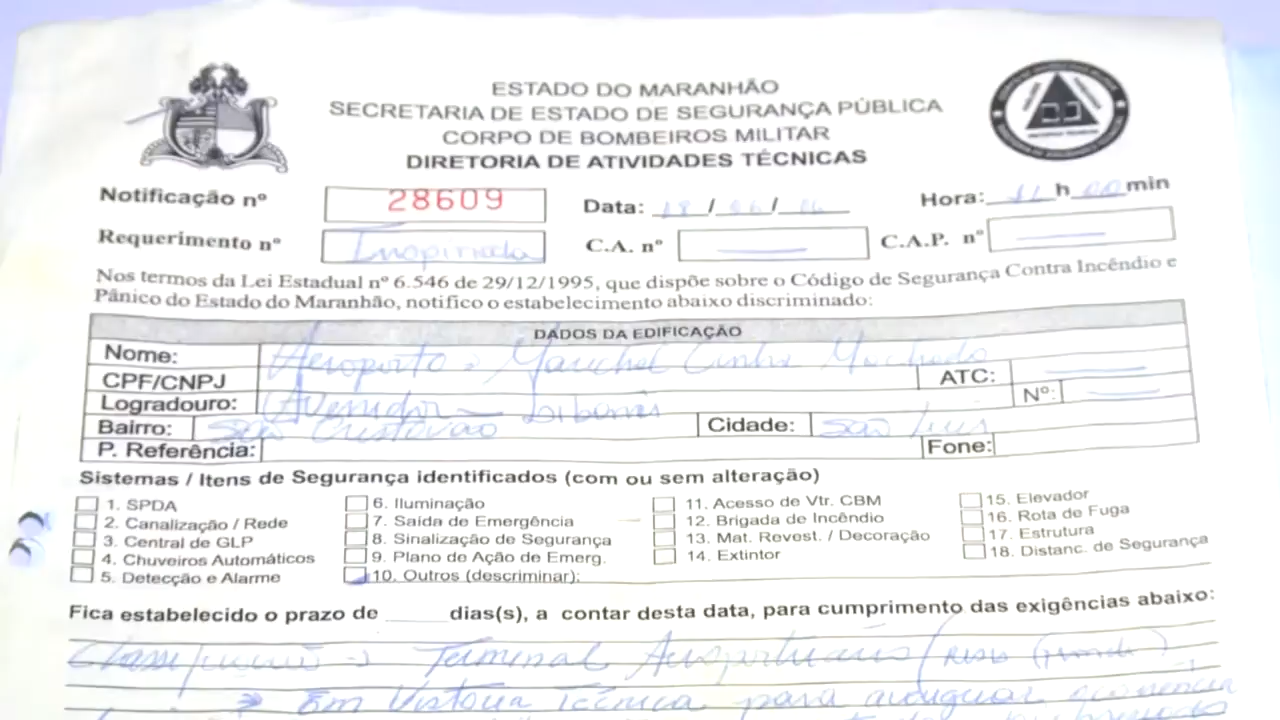 ESTADO DO MARANHÃO
SECRETARIA DE ESTADO DE SEGURANÇA PÚBLICA
CORPO DE BOMBEIROS MILITAR
DIRETORIA DE ATIVIDADES TÉCNICAS
Notificação nº 28609 Data: / / Hora: 11 h 00 min
Requerimento nº Inopinada C.A. nº C.A.P. nº
Nos termos da Lei Estadual nº 6.546 de 29/12/1995, que dispõe sobre o Código de Segurança Contra Incêndio e
Pânico do Estado do Maranhão, notifico o estabelecimento abaixo discriminado:
DADOS DA EDIFICAÇÃO
Nome: Aeroporto Marechal Cunha Machado
CPF/CNPJ ATC:
Logradouro: Avenida Nº:
Bairro: São Cristovão Cidade: São Luis
P. Referência: Fone:
Sistemas / Itens de Segurança identificados (com ou sem alteração)
1. SPDA 6. Iluminação 11. Acesso de Vtr. CBM 15. Elevador
2. Canalização / Rede 7. Saída de Emergência 12. Brigada de Incêndio 16. Rota de Fuga
3. Central de GLP 8. Sinalização de Segurança 13. Mat. Revest. / Decoração 17. Estrutura
4. Chuveiros Automáticos 9. Plano de Ação de Emerg. 14. Extintor 18. Distanc. de Segurança
5. Detecção e Alarme 10. Outros (descriminar):
Fica estabelecido o prazo de ______ dias(s), a contar desta data, para cumprimento das exigências abaixo:
Terminal Aeroportuário
Em Vistoria Técnica para averiguar